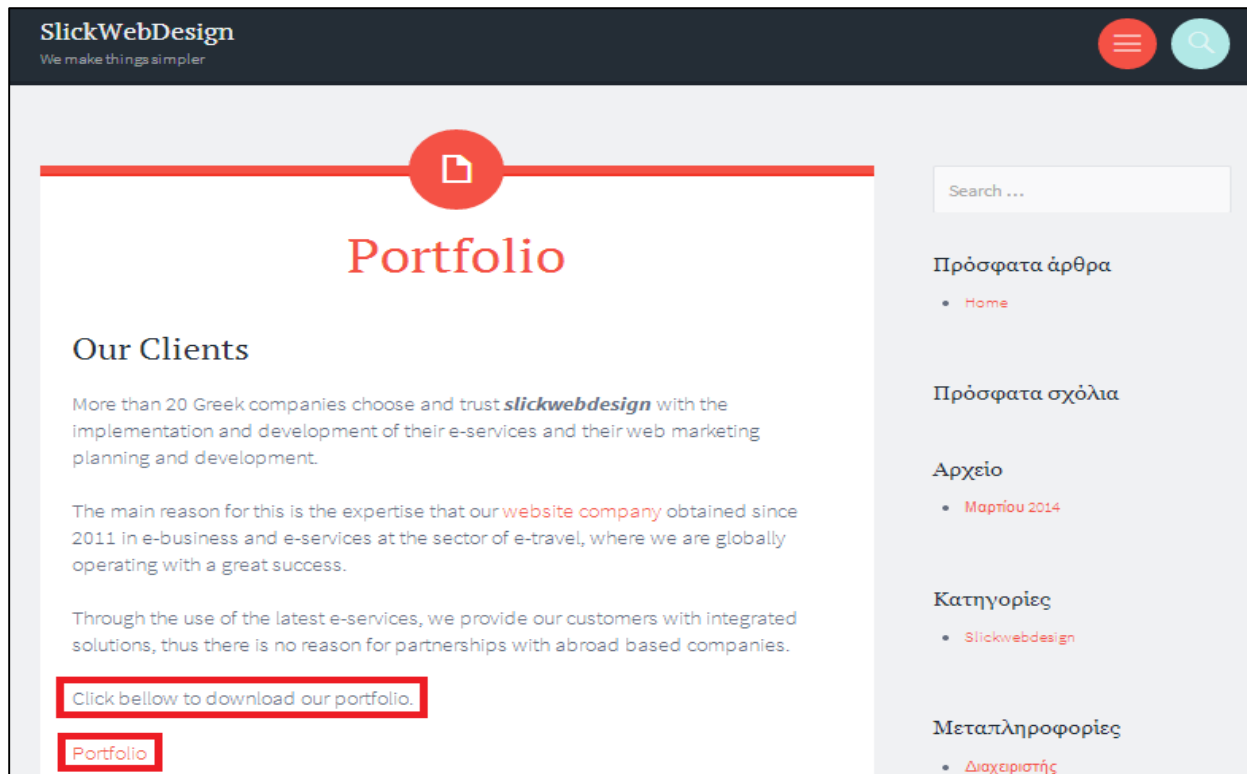 SlickWebDesign
We make things simpler
Portfolio
Our Clients
More than 20 Greek companies choose and trust slickwebdesign with the
implementation and development of their e-services and their web marketing
planning and development.
The main reason for this is the expertise that our website company obtained since
2011 in e-business and e-services at the sector of e-travel, where we are globally
operating with a great success.
Through the use of the latest e-services, we provide our customers with integrated
solutions, thus there is no reason for partnerships with abroad based companies.
Click bellow to download our portfolio.
Portfolio
Search ...
Πρόσφατα άρθρα
Home
Πρόσφατα σχόλια
Αρχείο
Μαρτίου 2014
Κατηγορίες
Slickwebdesign
Μεταπληροφορίες
Διαχειριστής